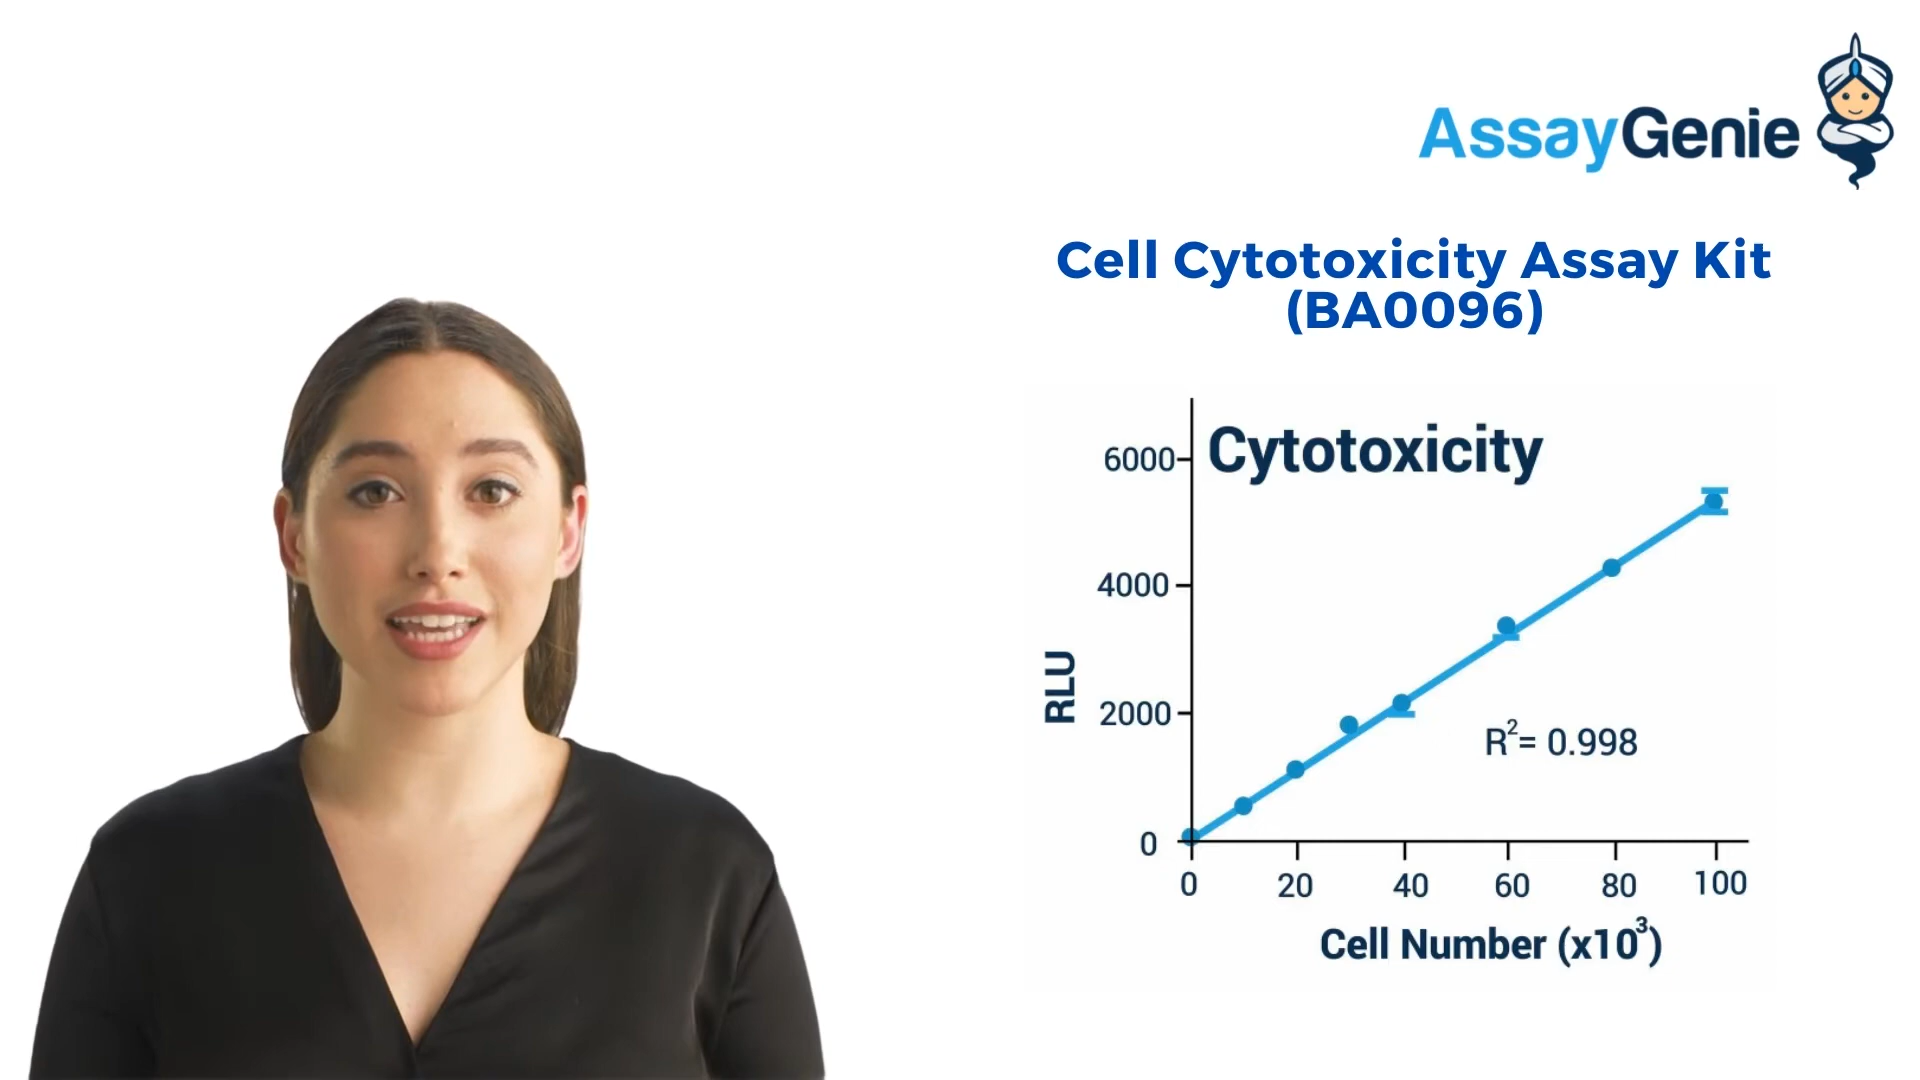 AssayGenie
Cell Cytotoxicity Assay Kit
(BA0096)
Cytotoxicity
6000
4000
2000
0
RLU
R²= 0.998
0 20 40 60 80 100
Cell Number (x10³)